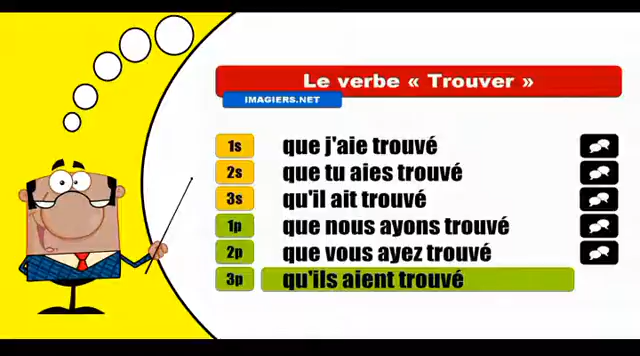 Le verbe « Trouver »
IMAGIERS.NET
1s que j'aie trouvé
2s que tu aies trouvé
3s qu'il ait trouvé
1p que nous ayons trouvé
2p que vous ayez trouvé
3p qu'ils aient trouvé